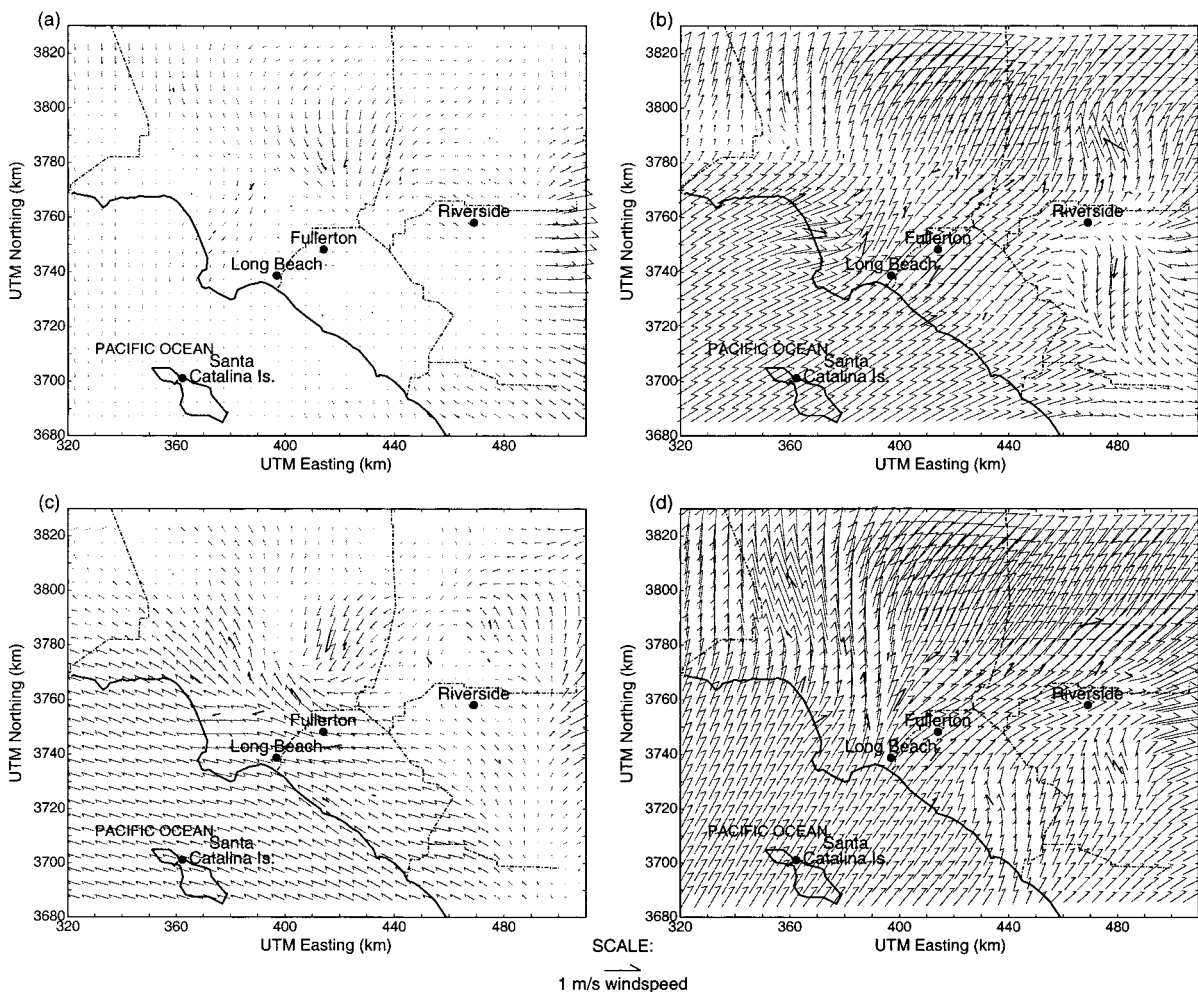 (a)
3820
3800
3780
3760
3740
3720
3700
3680
UTM Northing (km)
Riverside
Fullerton
Long Beach
PACIFIC OCEAN
Santa
Catalina Is.
320 360 400 440 480
UTM Easting (km)
(b)
3820
3800
3780
3760
3740
3720
3700
3680
UTM Northing (km)
Riverside
Fullerton
Long Beach
PACIFIC OCEAN
Santa
Catalina Is.
320 360 400 440 480
UTM Easting (km)
(c)
3820
3800
3780
3760
3740
3720
3700
3680
UTM Northing (km)
Riverside
Fullerton
Long Beach
PACIFIC OCEAN
Santa
Catalina Is.
320 360 400 440 480
UTM Easting (km)
(d)
3820
3800
3780
3760
3740
3720
3700
3680
UTM Northing (km)
Riverside
Fullerton
Long Beach
PACIFIC OCEAN
Santa
Catalina Is.
320 360 400 440 480
UTM Easting (km)
SCALE:
1 m/s windspeed